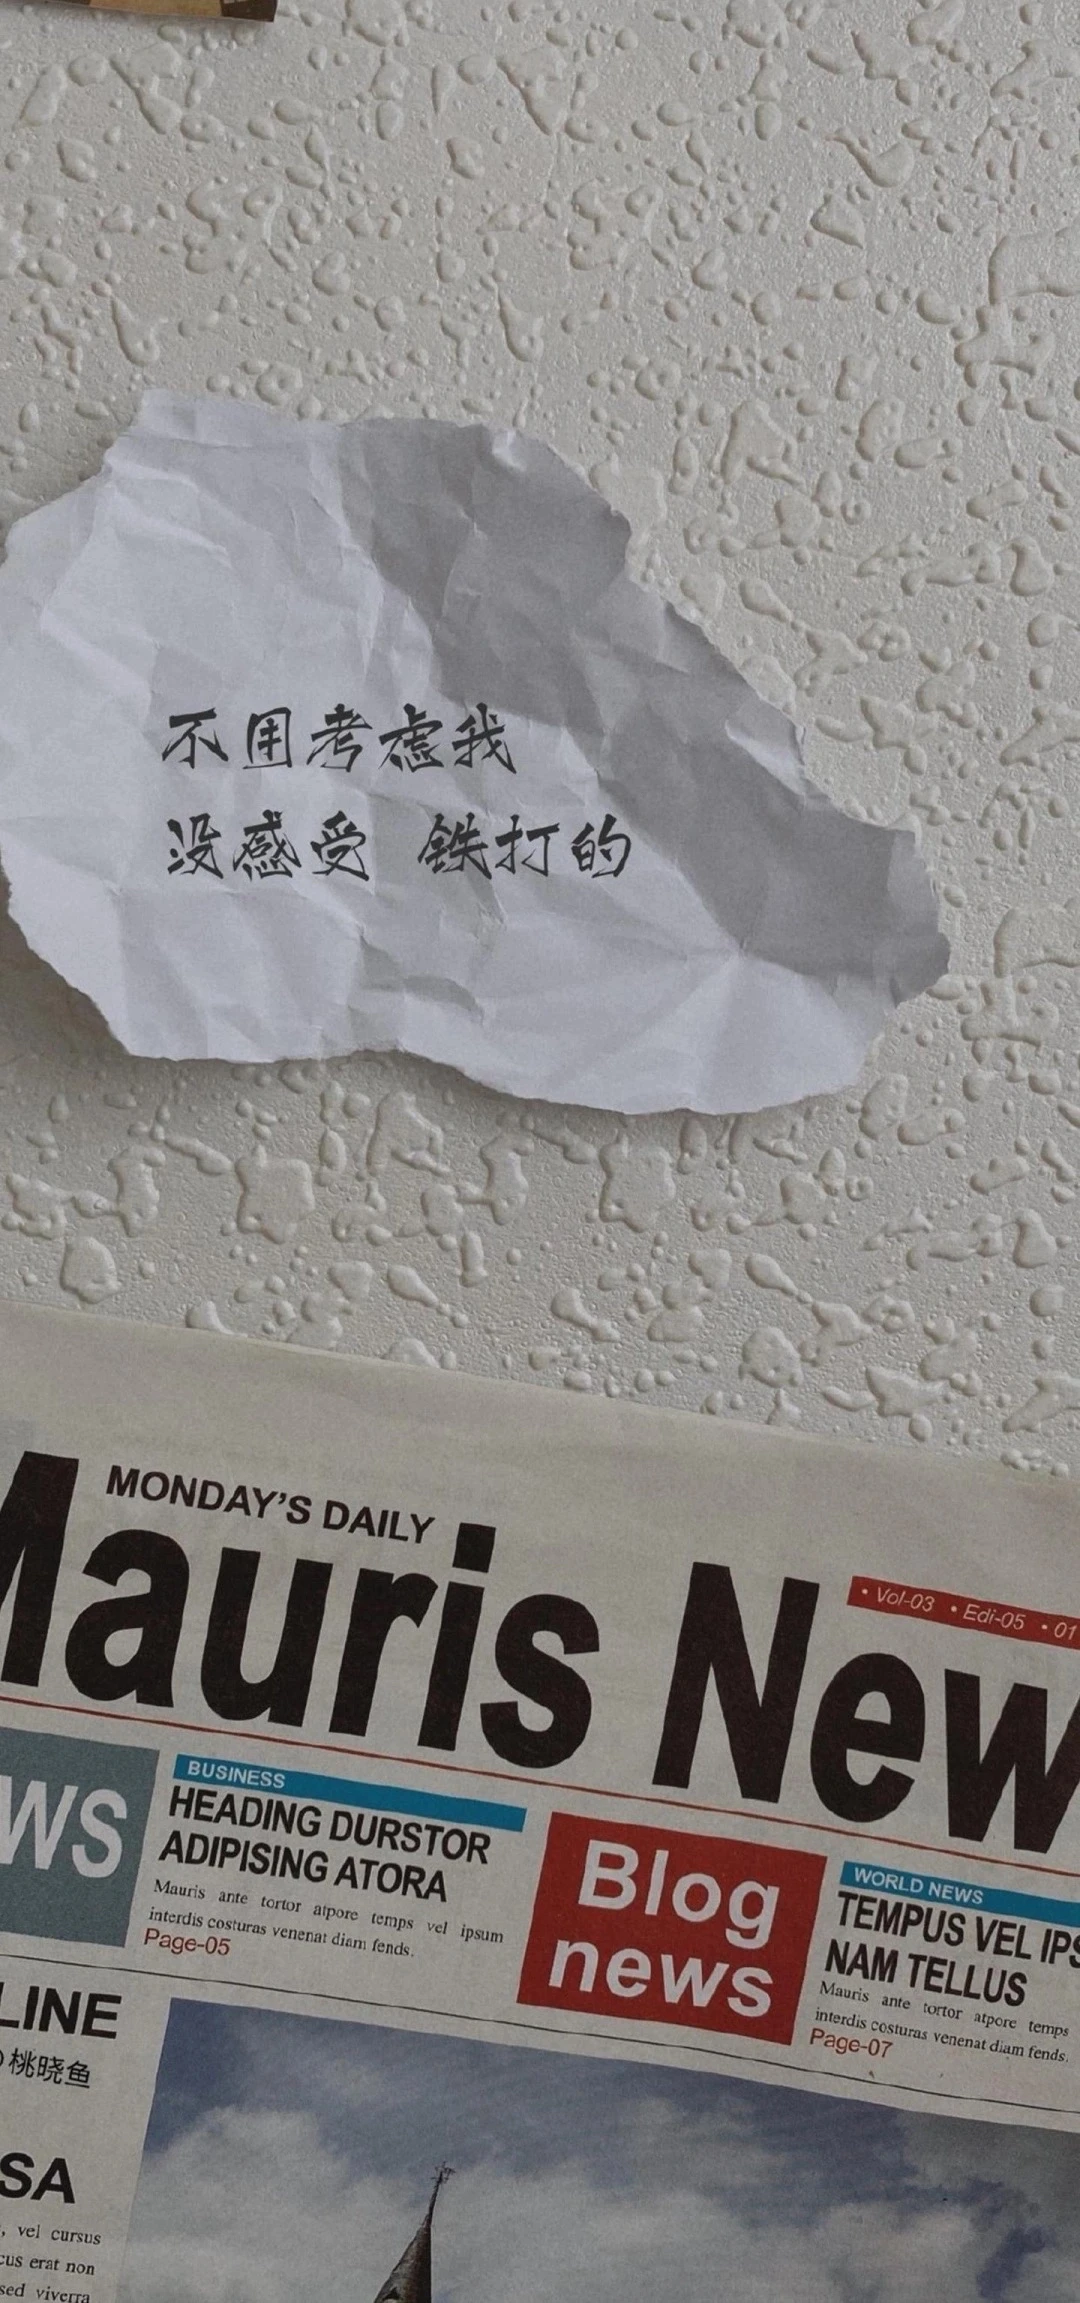 不用考虑我
没感受 铁打的
MONDAY'S DAILY
Mauris New
• Vol-03 • Edi-05 • 01
WS
BUSINESS
HEADING DURSTOR
ADIPISING ATORA
Mauris ante tortor atpore temps vel ipsum
interdis costuras venenat diam fends.
Page-05
Blog
news
WORLD NEWS
TEMPUS VEL IPS
NAM TELLUS
Mauris ante tortor atpore temps
interdis costuras venenat diam fends.
Page-07
LINE
桃晓鱼
SA
, vel cursus
cus erat non
sed viverra